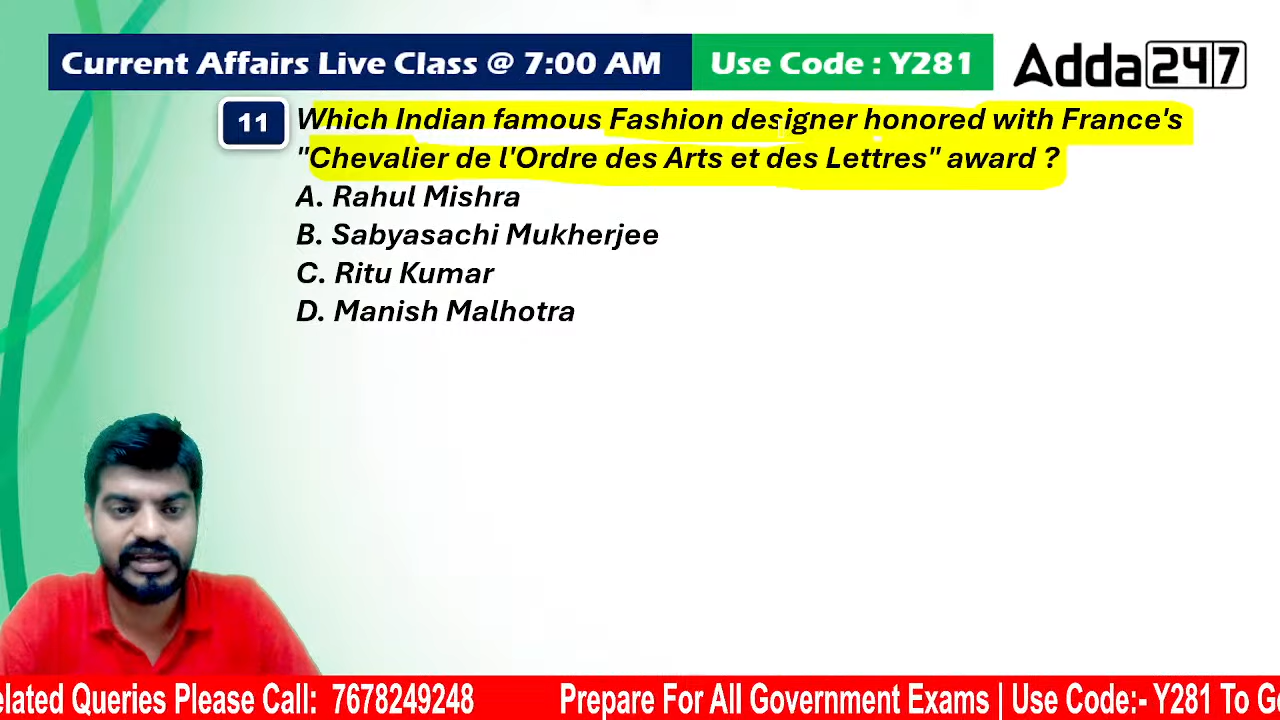 Current Affairs Live Class @ 7:00 AM
Use Code : Y281
Adda247
11
Which Indian famous Fashion designer honored with France's
"Chevalier de l'Ordre des Arts et des Lettres" award ?
A. Rahul Mishra
B. Sabyasachi Mukherjee
C. Ritu Kumar
D. Manish Malhotra
elated Queries Please Call: 7678249248
Prepare For All Government Exams | Use Code:- Y281 To